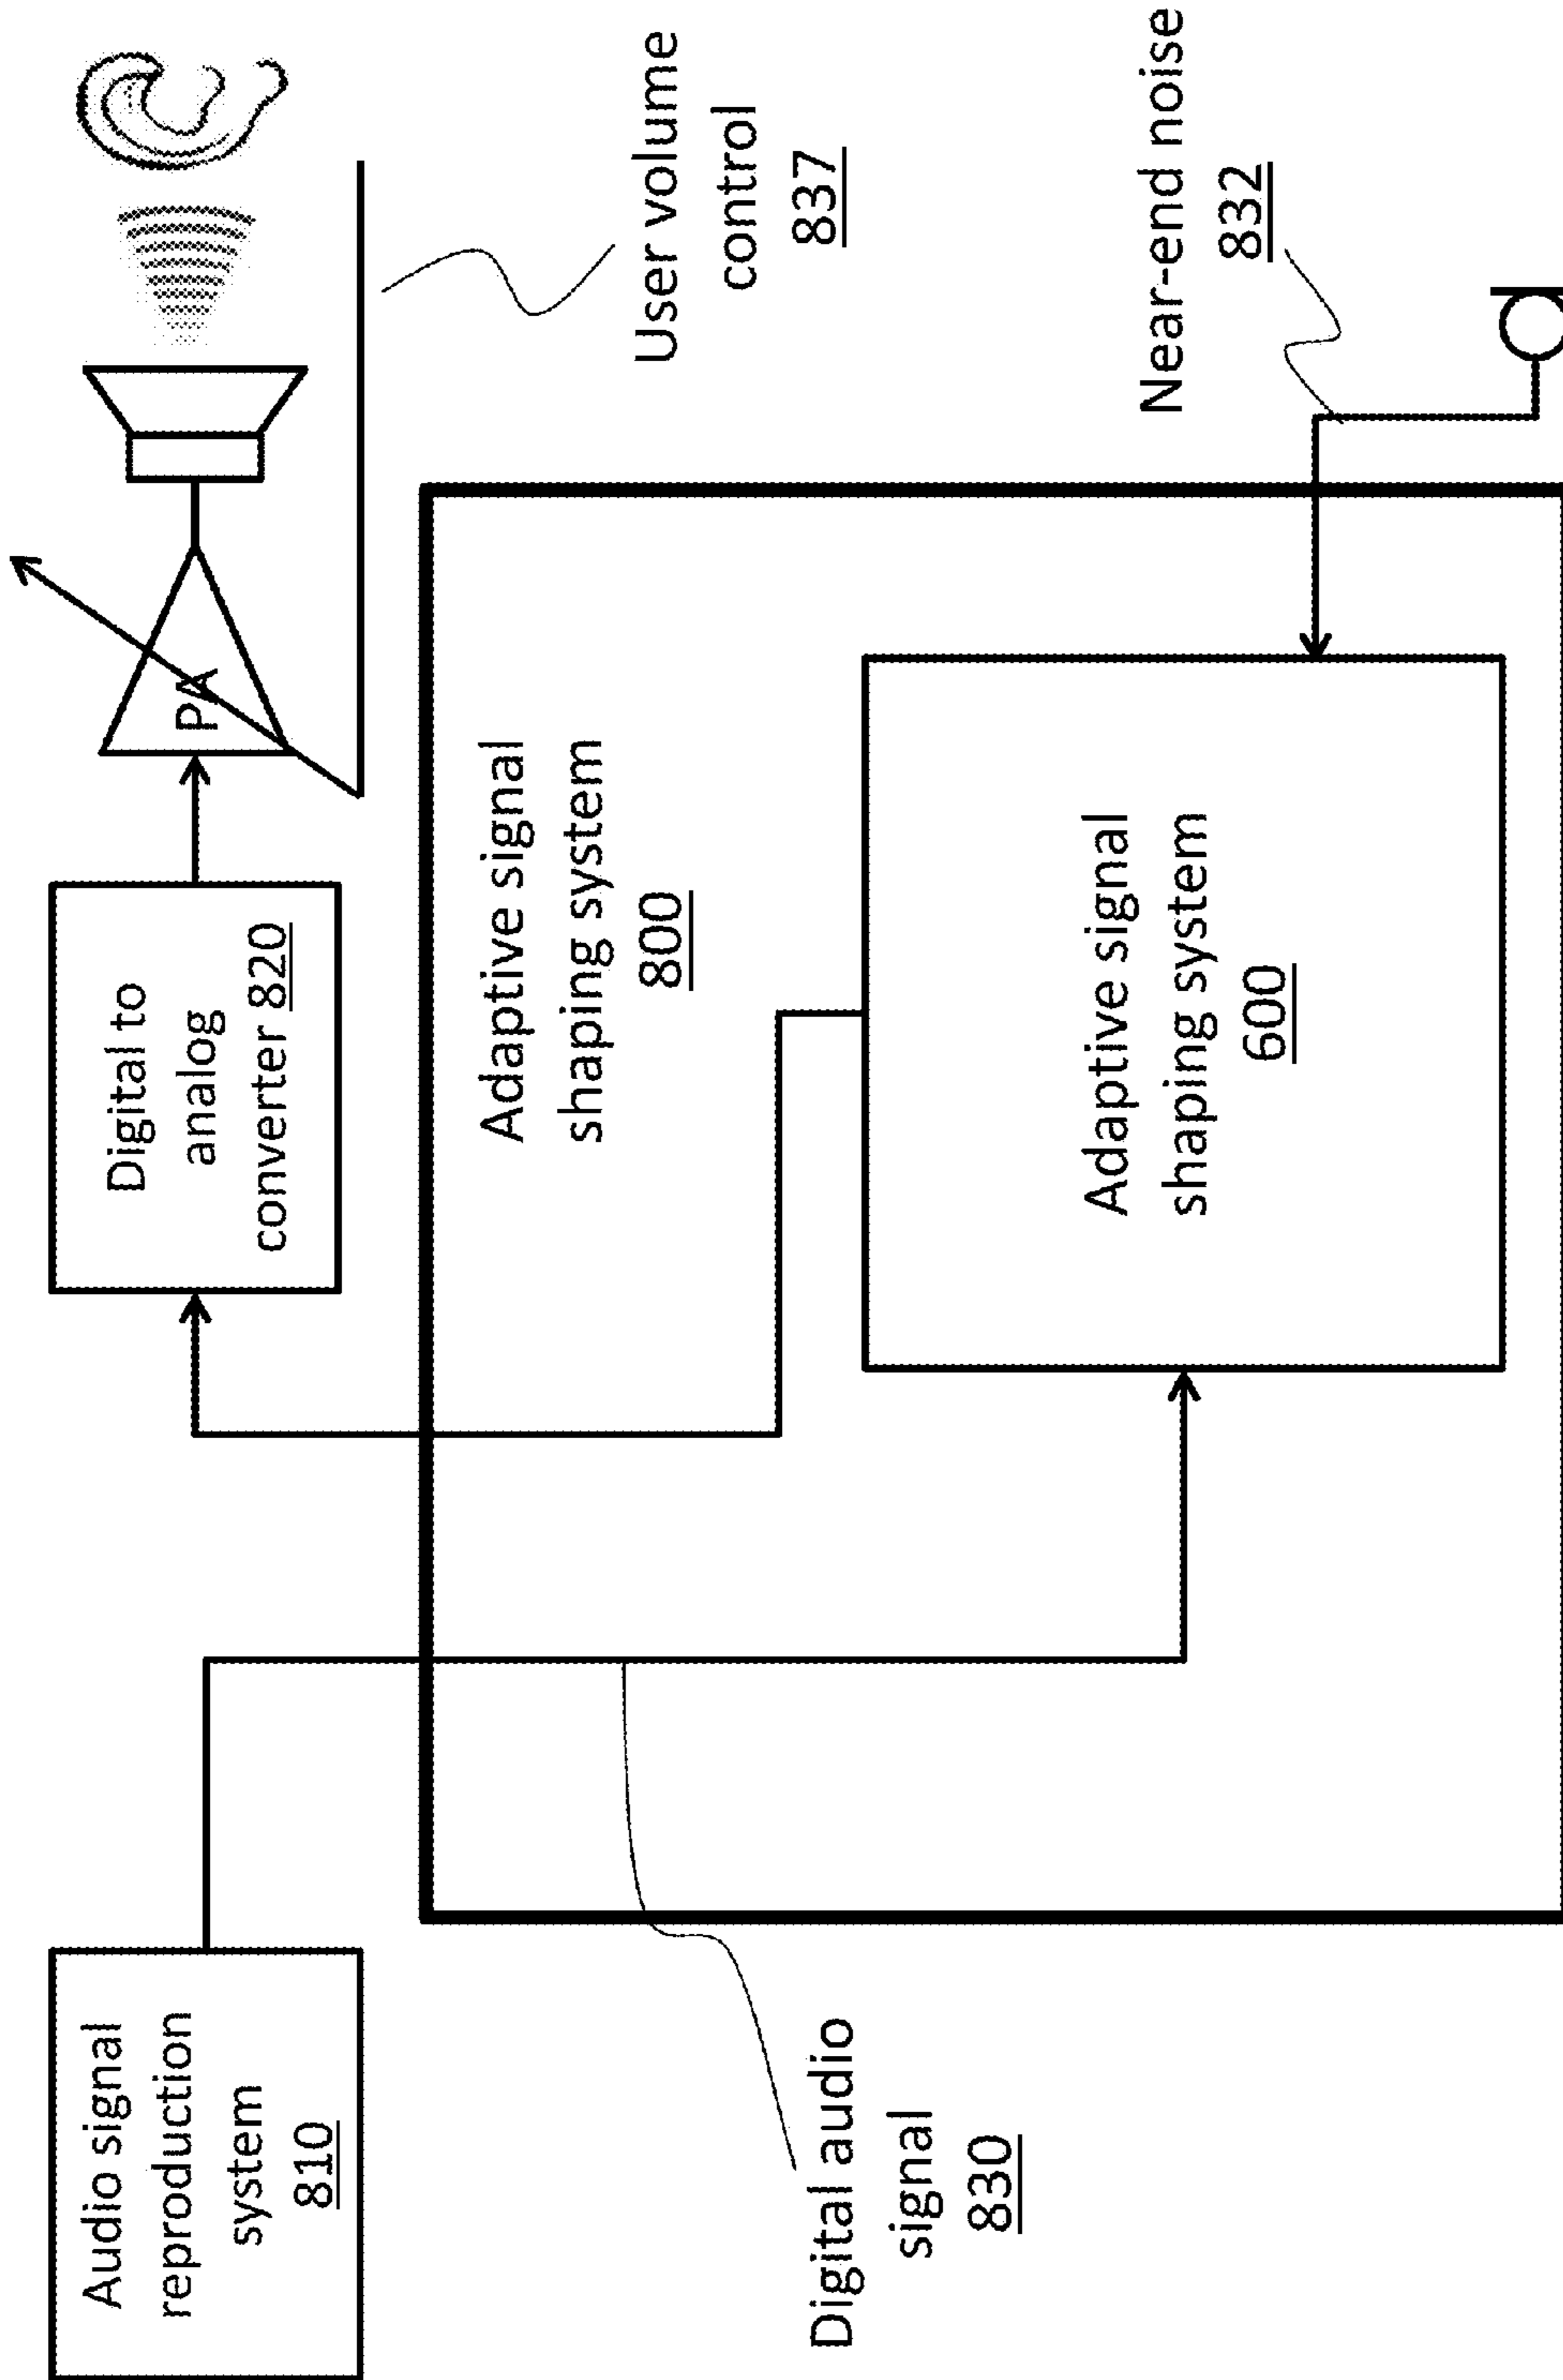 Audio signal
reproduction
system
810
Digital to
analog
converter 820
PA
User volume
control
837
Adaptive signal
shaping system
800
Digital audio
signal
830
Adaptive signal
shaping system
600
Near-end noise
832